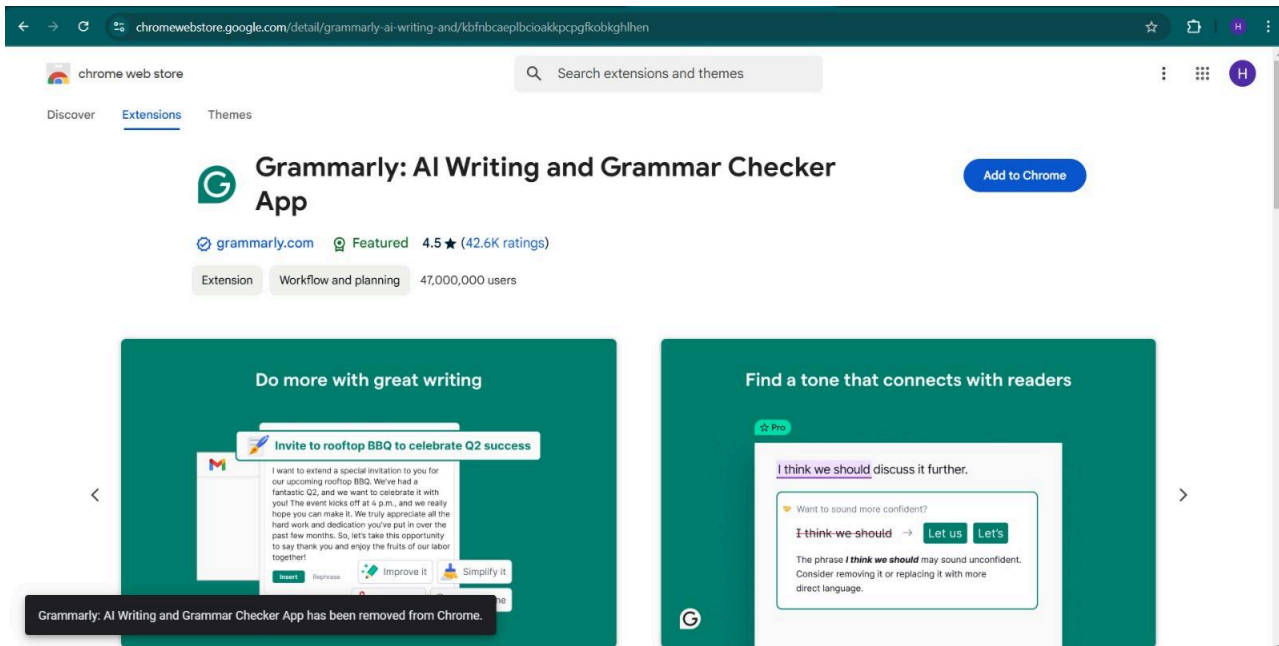 chromewebstore.google.com/detail/grammarly-ai-writing-and/kbfnbcaeplbcioakkpcpgfkobkghlhen
H
chrome web store
Search extensions and themes
H
Discover Extensions Themes
Grammarly: AI Writing and Grammar Checker
App
Add to Chrome
grammarly.com Featured 4.5 ★ (42.6K ratings)
Extension Workflow and planning 47,000,000 users
Do more with great writing
Invite to rooftop BBQ to celebrate Q2 success
I want to extend a special invitation to you for
our upcoming rooftop BBQ. We've had a
fantastic Q2, and we want to celebrate it with
you! The event kicks off at 4 p.m., and we really
hope you can make it. We truly appreciate all the
hard work and dedication you've put in over the
past few months. So, let's take this opportunity
to say thank you and enjoy the fruits of our labor
together!
Insert Rephrase
Improve it Simplify it
Find a tone that connects with readers
Pro
I think we should discuss it further.
Want to sound more confident?
I think we should → Let us Let's
The phrase I think we should may sound unconfident.
Consider removing it or replacing it with more
direct language.
G
Grammarly: AI Writing and Grammar Checker App has been removed from Chrome.